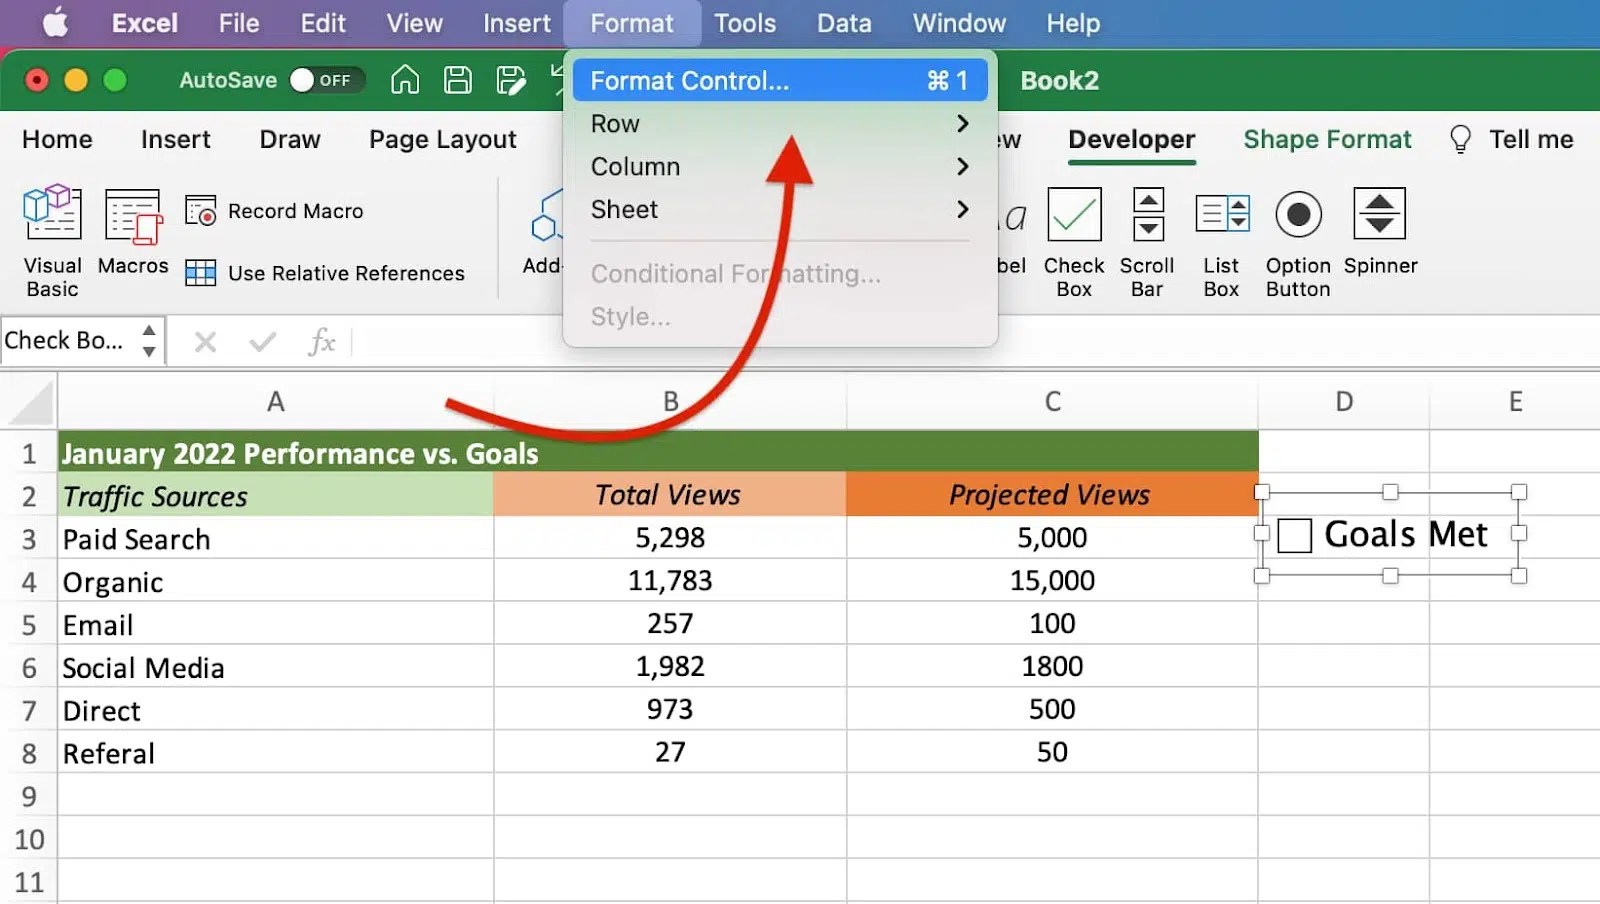 Excel File Edit View Insert Format Tools Data Window Help
AutoSave OFF Book2
Format Control... ⌘ 1
Row
Column
Sheet
Conditional Formatting...
Style...
Home Insert Draw Page Layout Developer Shape Format Tell me
Visual Basic
Macros
Record Macro
Use Relative References
Add-
Check Box
Scroll Bar
List Box
Option Button
Spinner
Check Bo... fx
A B C D E
1 January 2022 Performance vs. Goals
2 Traffic Sources Total Views Projected Views
3 Paid Search 5,298 5,000 Goals Met
4 Organic 11,783 15,000
5 Email 257 100
6 Social Media 1,982 1800
7 Direct 973 500
8 Referal 27 50
9
10
11